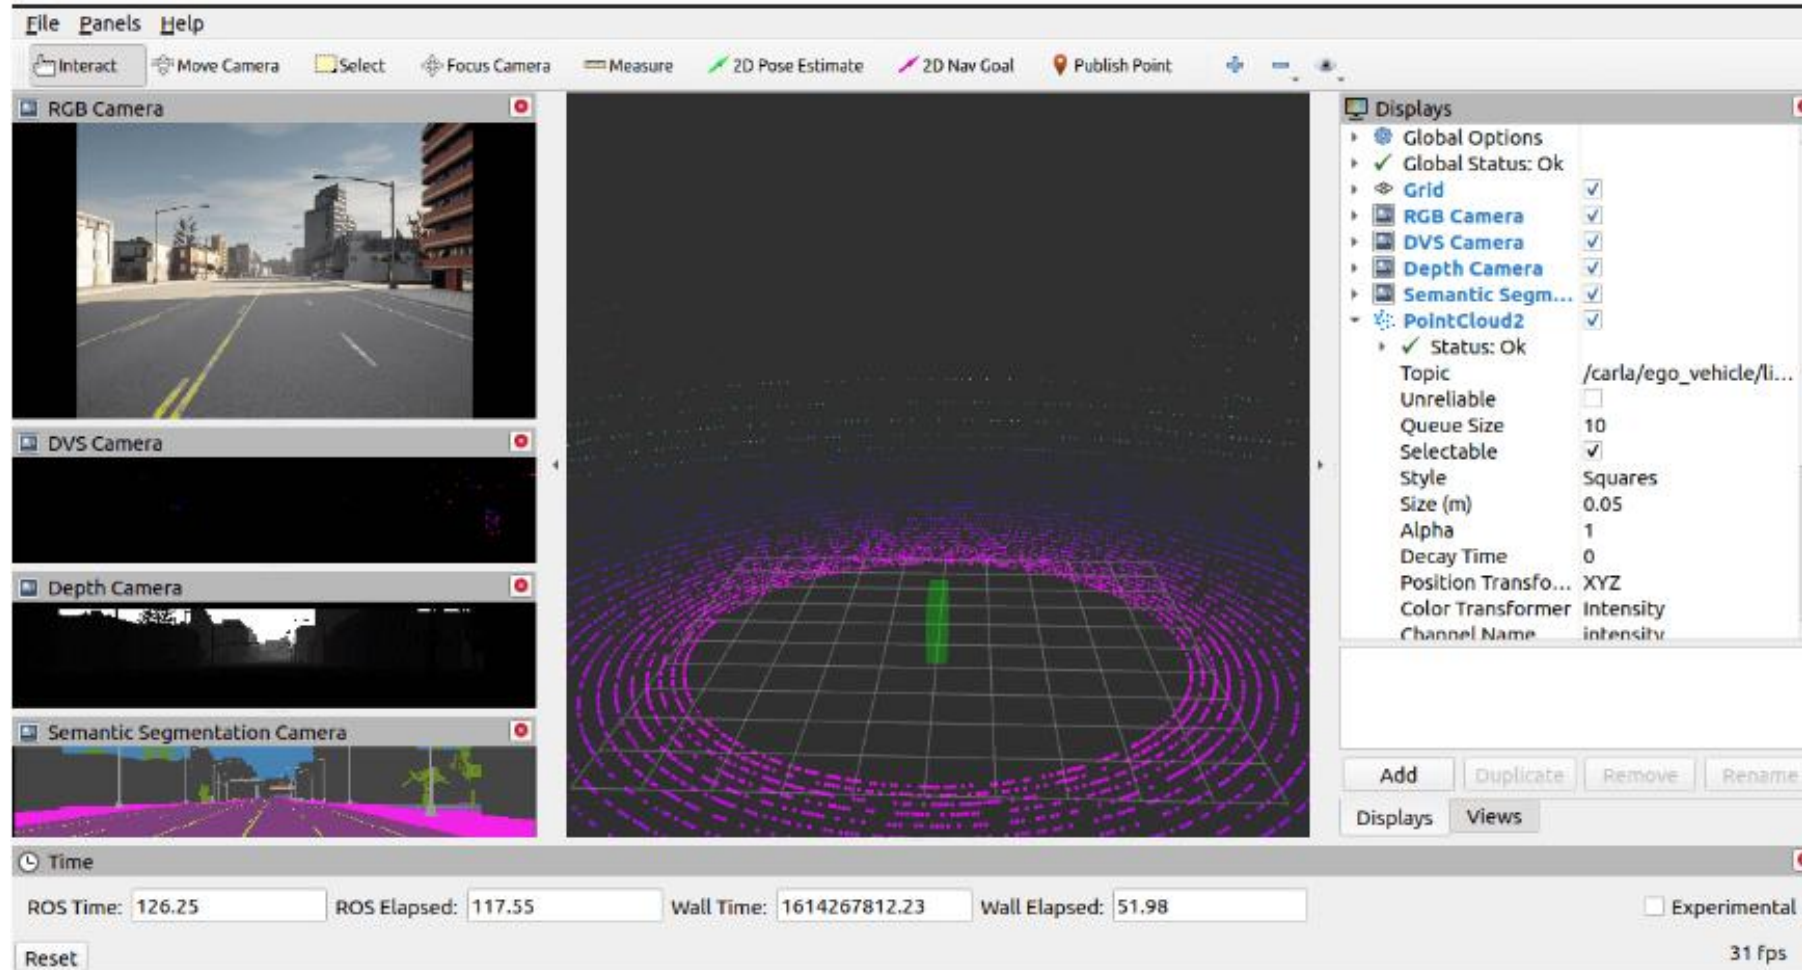 File Panels Help
Interact Move Camera Select Focus Camera Measure 2D Pose Estimate 2D Nav Goal Publish Point
RGB Camera
DVS Camera
Depth Camera
Semantic Segmentation Camera
Displays
Global Options
Global Status: Ok
Grid
RGB Camera
DVS Camera
Depth Camera
Semantic Segm...
PointCloud2
Status: Ok
Topic /carla/ego_vehicle/li...
Unreliable
Queue Size 10
Selectable
Style Squares
Size (m) 0.05
Alpha 1
Decay Time 0
Position Transfo... XYZ
Color Transformer Intensity
Channel Name intensity
Add Duplicate Remove Rename
Displays Views
Time
ROS Time: 126.25 ROS Elapsed: 117.55 Wall Time: 1614267812.23 Wall Elapsed: 51.98 Experimental
Reset 31 fps